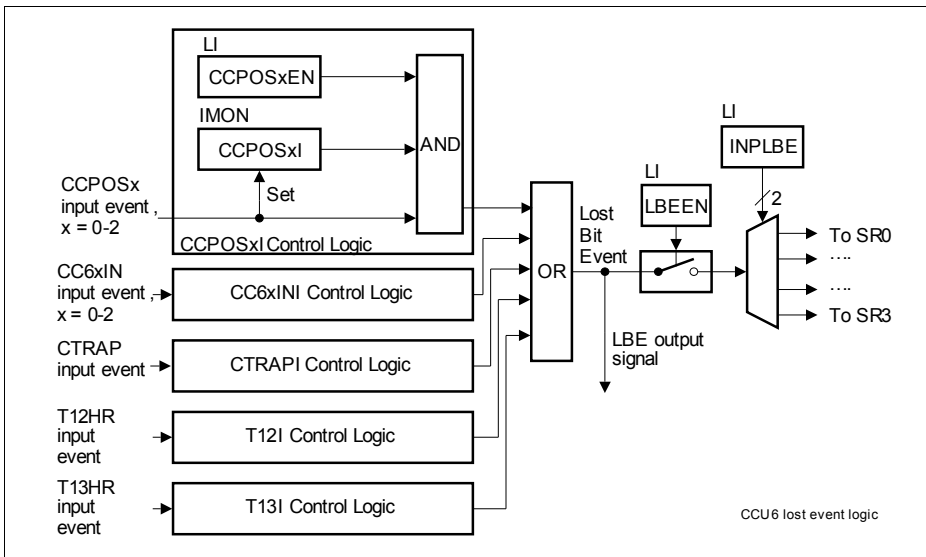 LI
CCPOSxEN
IMON
CCPOSxI
AND
Set
CCPOSx
input event ,
x = 0-2
CCPOSxI Control Logic
CC6xIN
input event ,
x = 0-2
CC6xINI Control Logic
CTRAP
input event
CTRAPI Control Logic
T12HR
input
event
T12I Control Logic
T13HR
input
event
T13I Control Logic
OR
Lost
Bit
Event
LBE output
signal
LI
LBEEN
LI
INPLBE
2
To SR0
....
....
To SR3
CCU6 lost event logic